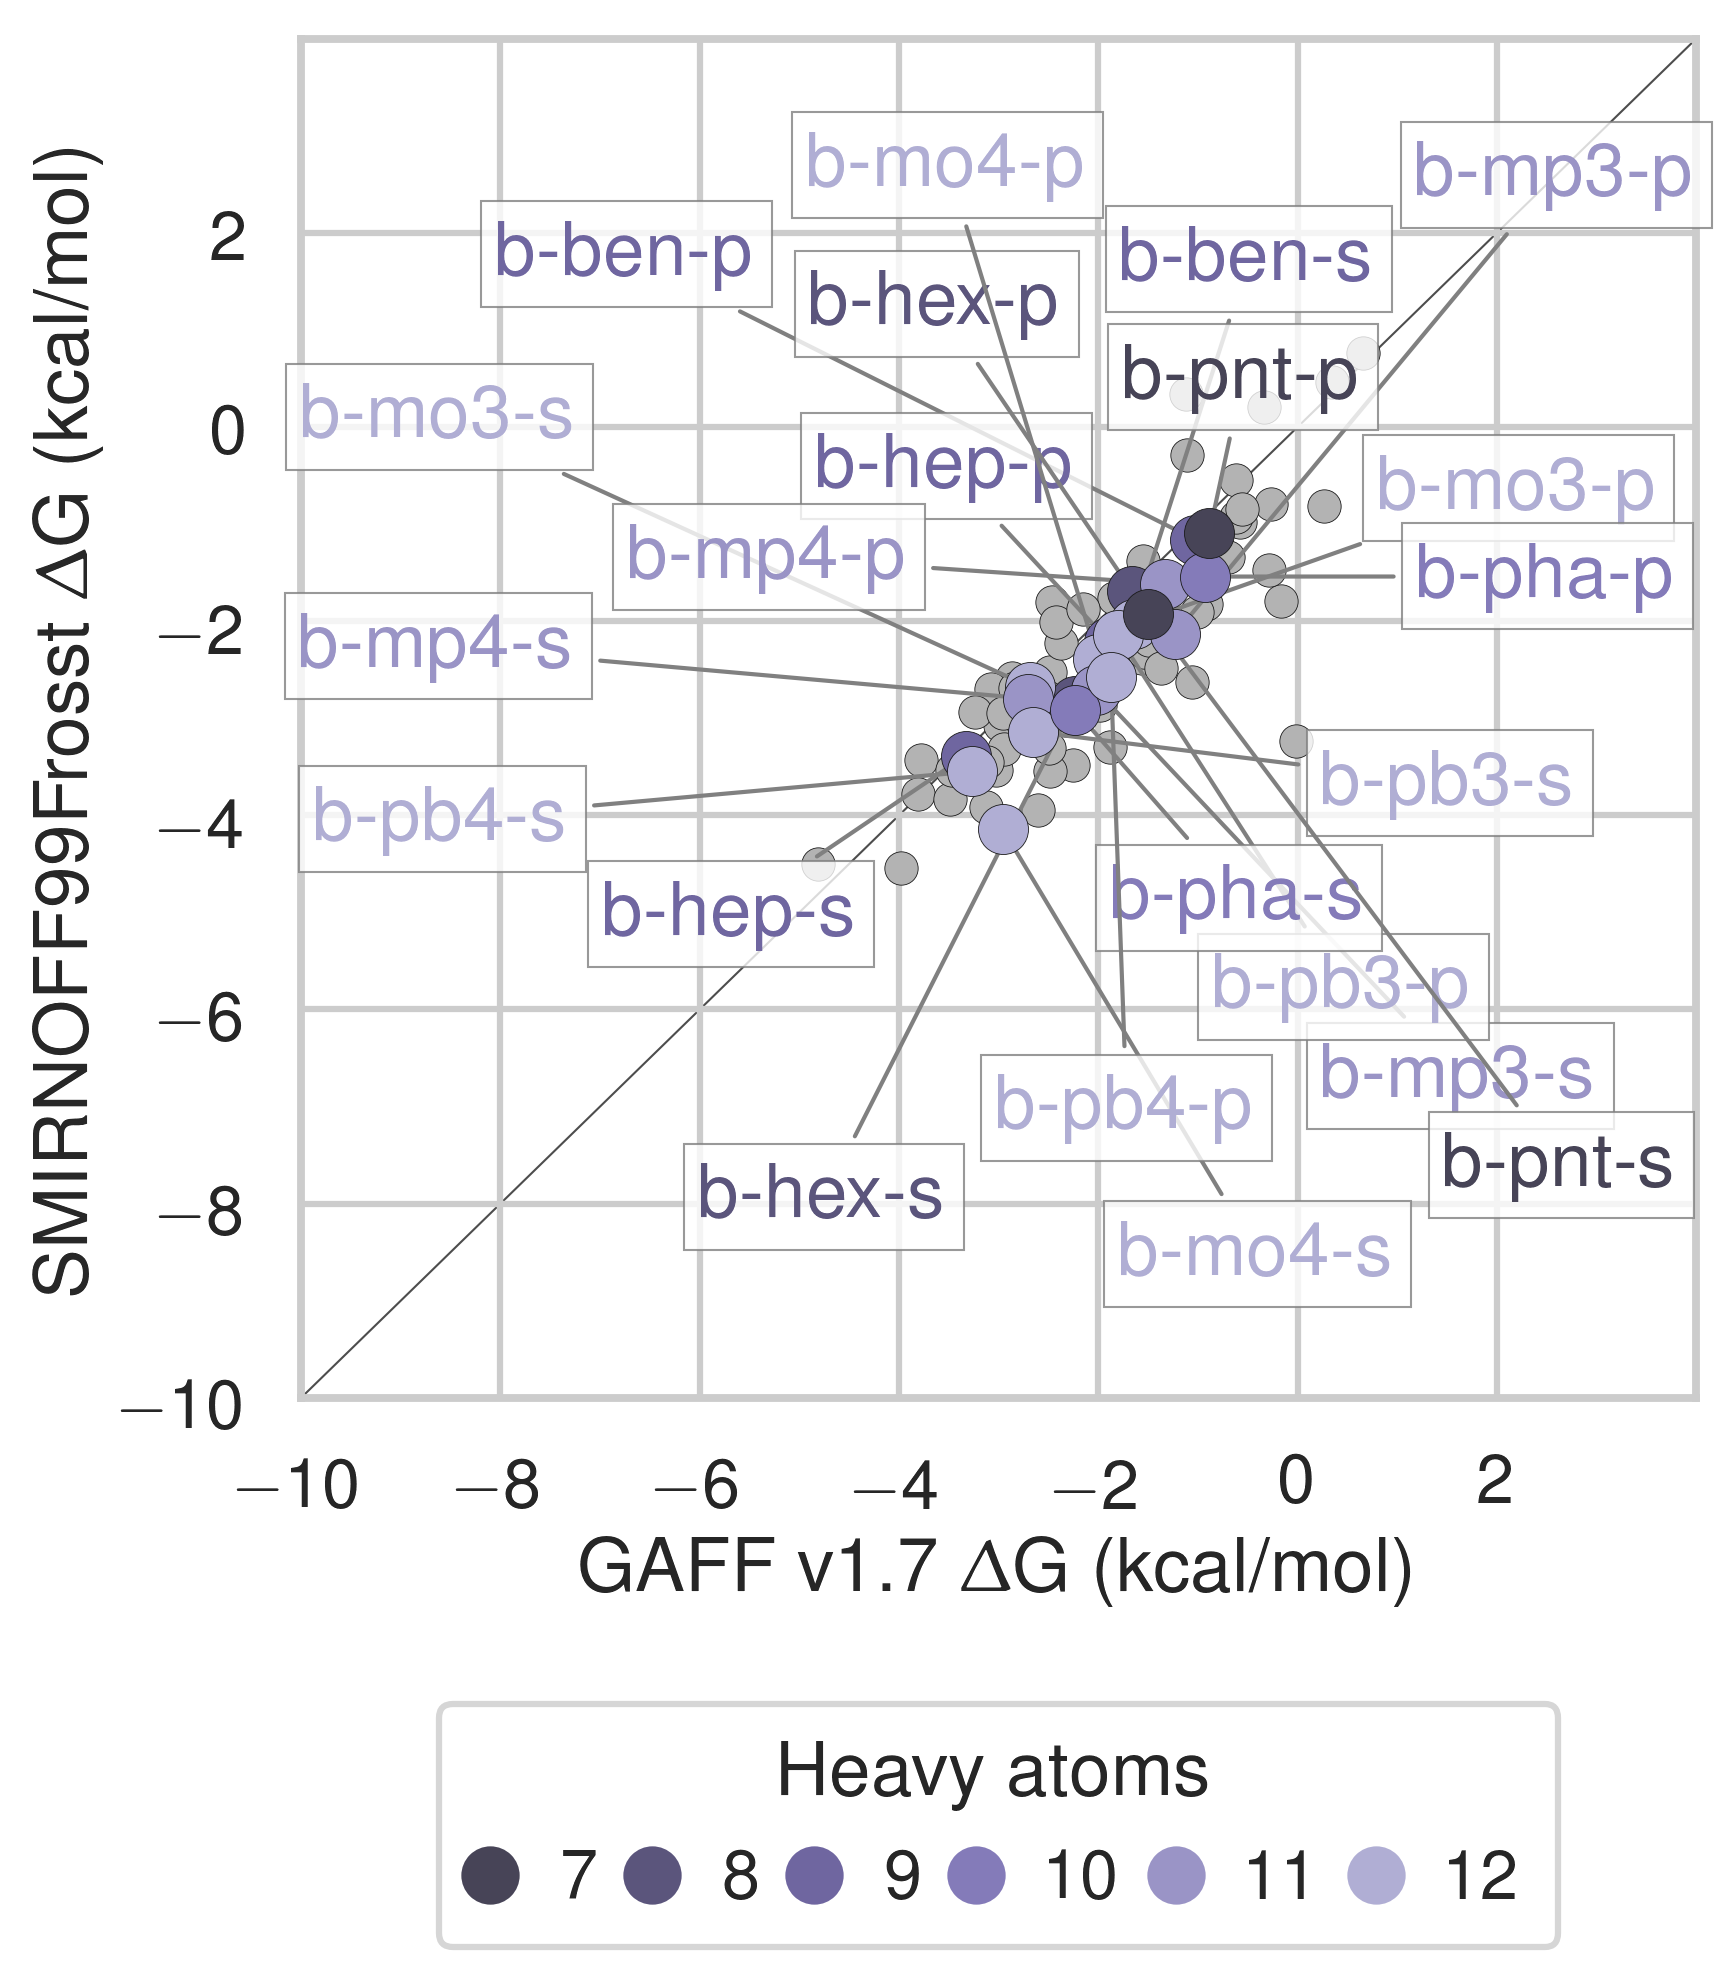 SMIRNOFF99Frosst ΔG (kcal/mol)
2
0
−2
−4
−6
−8
−10
b-mo4-p
b-mp3-p
b-ben-p
b-ben-s
b-hex-p
b-pnt-p
b-mo3-s
b-hep-p
b-mo3-p
b-mp4-p
b-pha-p
b-mp4-s
b-pb3-s
b-pb4-s
b-hep-s
b-pha-s
b-pb3-p
b-mp3-s
b-pb4-p
b-pnt-s
b-hex-s
b-mo4-s
−10 −8 −6 −4 −2 0 2
GAFF v1.7 ΔG (kcal/mol)
Heavy atoms
7 8 9 10 11 12